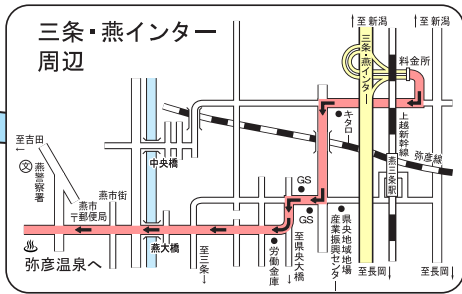 三条・燕インター
周辺
↑至新潟
↑至新潟
三条・燕インター
料金所
キタロー
上越新幹線
弥彦線
燕三条駅
至吉田
←
文
燕警察署
中央橋
燕市街
燕市
〒郵便局
GS
GS
県央地域地場
産業振興センター
燕大橋
至三条→
労働金庫
至県央大橋→
弥彦温泉へ
至長岡↓
至長岡↓